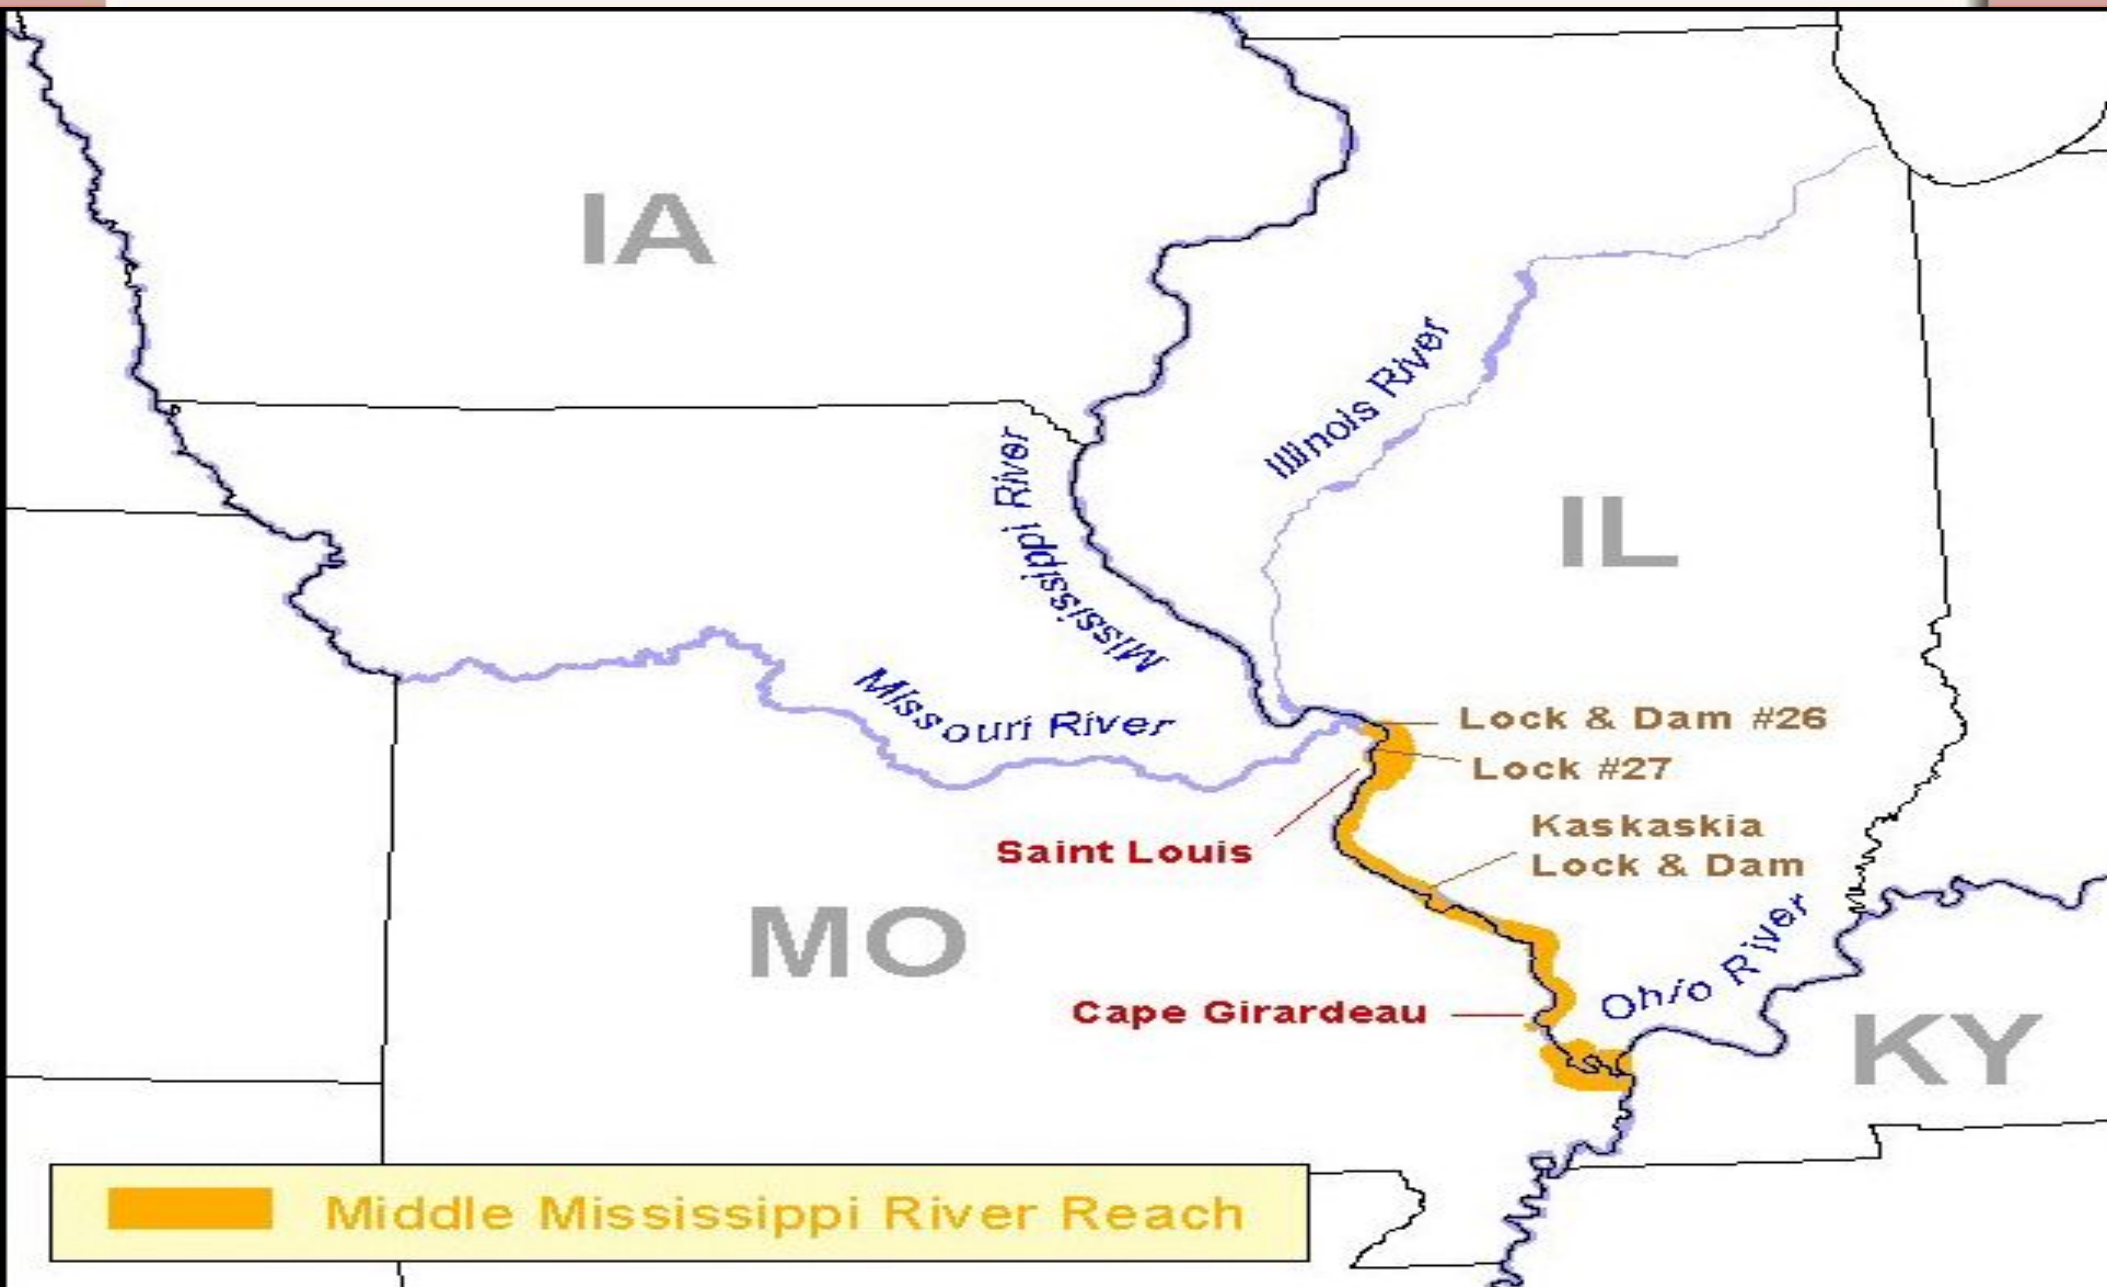 IA
Illinois River
Mississippi River
IL
Missouri River
Lock & Dam #26
Lock #27
Saint Louis
Kaskaskia
Lock & Dam
MO
Ohio River
Cape Girardeau
KY
Middle Mississippi River Reach